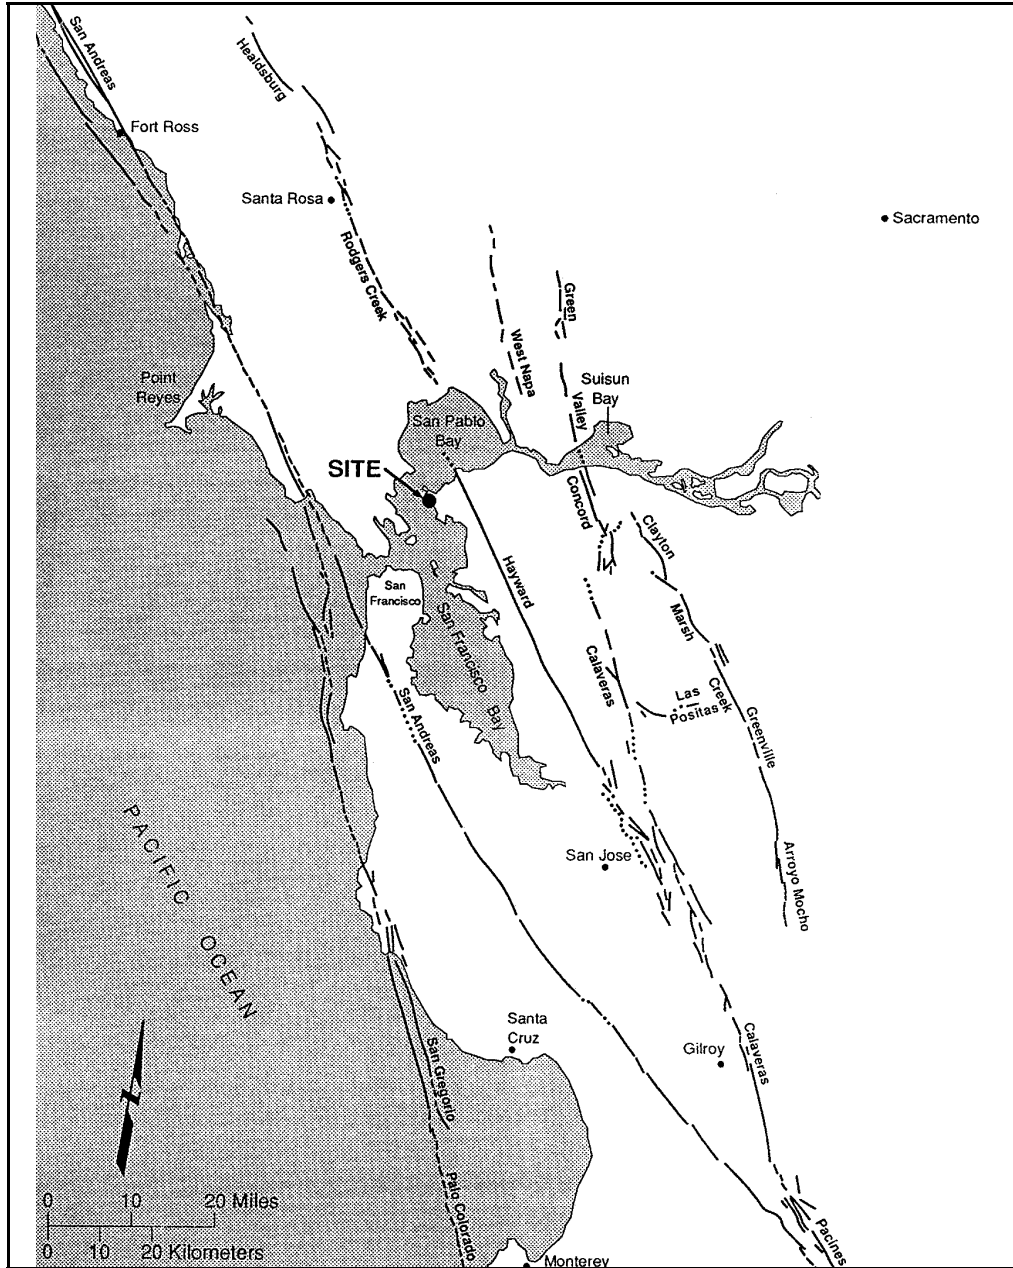 San Andreas
Healdsburg
Fort Ross
Santa Rosa
Sacramento
Rodgers Creek
Green
Valley
West Napa
Point
Reyes
Suisun
Bay
San Pablo
Bay
SITE
Concord
Clayton
Hayward
San
Francisco
San Francisco Bay
Marsh
Creek
Calaveras
Las
Positas
San Andreas
Greenville
PACIFIC OCEAN
San Jose
Arroyo Mocho
Santa
Cruz
Gilroy
Calaveras
San Gregorio
Palo Colorado
Pacines
N
0 10 20 Miles
0 10 20 Kilometers
Monterey